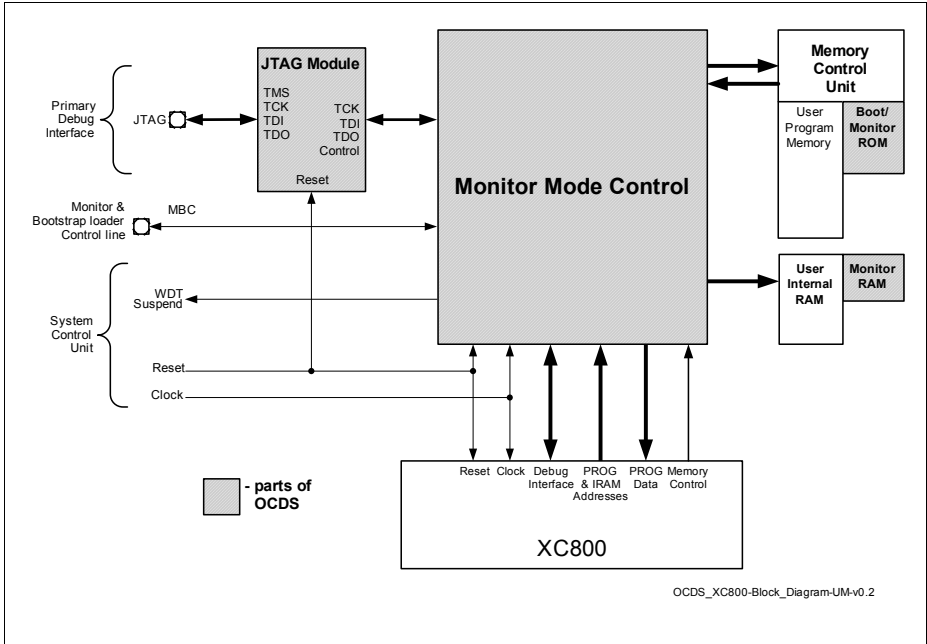 JTAG Module
TMS
TCK
TDI
TDO
TCK
TDI
TDO
Control
Reset
Primary
Debug
Interface
JTAG
Monitor &
Bootstrap loader
Control line
MBC
WDT
Suspend
System
Control
Unit
Reset
Clock
Monitor Mode Control
Memory
Control
Unit
User
Program
Memory
Boot/
Monitor
ROM
User
Internal
RAM
Monitor
RAM
- parts of
OCDS
Reset
Clock
Debug
Interface
PROG
& IRAM
Addresses
PROG
Data
Memory
Control
XC800
OCDS_XC800-Block_Diagram-UM-v0.2